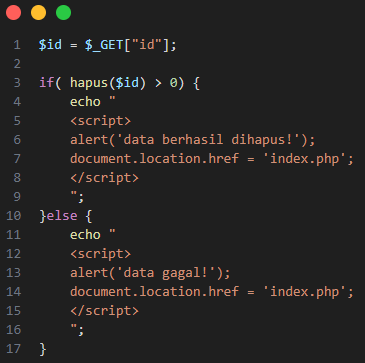 1 $id = $_GET["id"];
2
3 if( hapus($id) > 0) {
4 echo "
5 <script>
6 alert('data berhasil dihapus!');
7 document.location.href = 'index.php';
8 </script>
9 ";
10 }else {
11 echo "
12 <script>
13 alert('data gagal!');
14 document.location.href = 'index.php';
15 </script>
16 ";
17 }